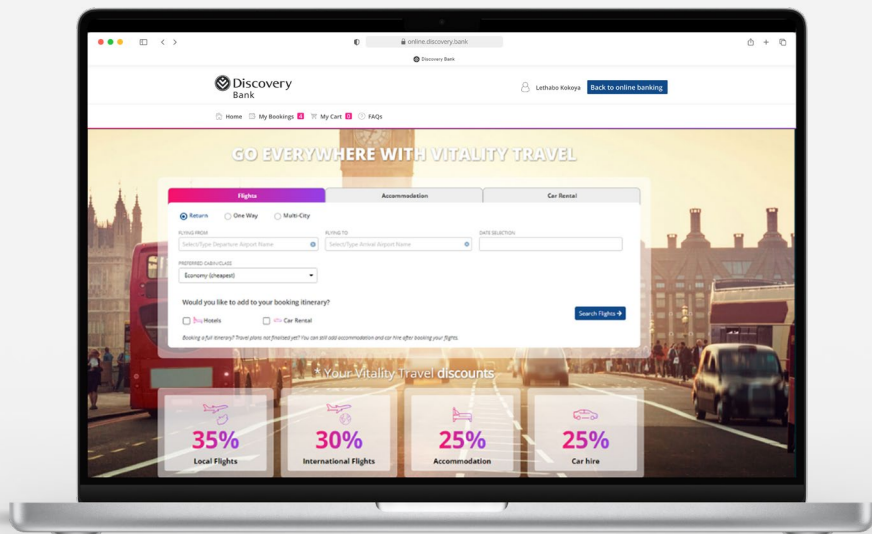 online.discovery.bank
Discovery Bank
Discovery
Bank
Lethabo Kokoya
Back to online banking
Home My Bookings 4 My Cart 0 FAQs
GO EVERYWHERE WITH VITALITY TRAVEL
Flights Accommodation Car Rental
Return One Way Multi-City
FLYING FROM FLYING TO DATE SELECTION
Select/Type Departure Airport Name Select/Type Arrival Airport Name
PREFERRED CABIN/CLASS
Economy (cheapest)
Would you like to add to your booking itinerary?
Search Flights
Hotels Car Rental
Booking a full itinerary? Travel plans not finalised yet? You can still add accommodation and car hire after booking your flights.
* Your Vitality Travel discounts
35% 30% 25% 25%
Local Flights International Flights Accommodation Car hire